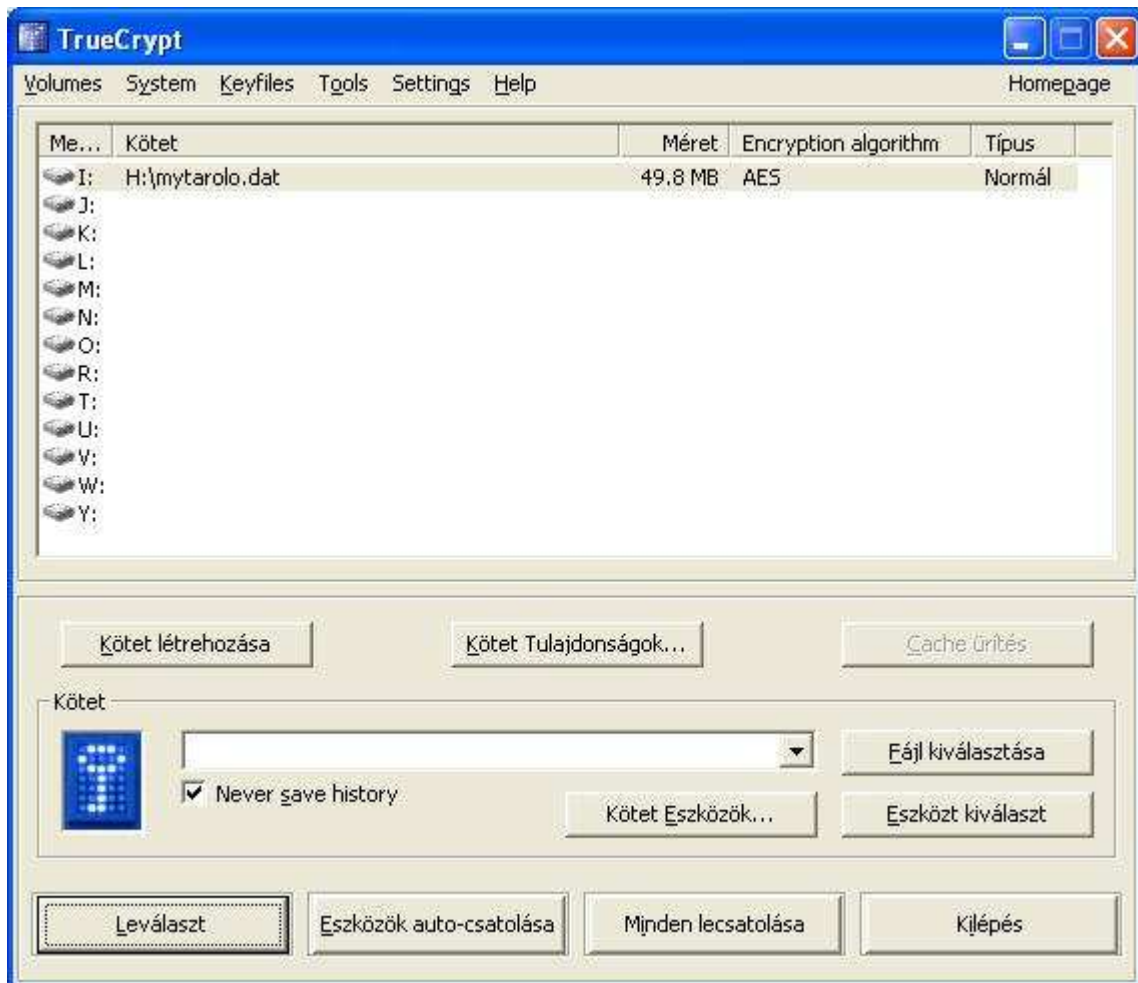 TrueCrypt
Volumes System Keyfiles Tools Settings Help Homepage
Me... Kötet Méret Encryption algorithm Típus
I: H:\mytarolo.dat 49.8 MB AES Normál
J:
K:
L:
M:
N:
O:
R:
T:
U:
V:
W:
Y:
Kötet létrehozása Kötet Tulajdonságok... Cache ürítés
Kötet
Fájl kiválasztása
Never save history
Kötet Eszközök... Eszközt kiválaszt
Leválaszt Eszközök auto-csatolása Minden lecsatolása Kilépés